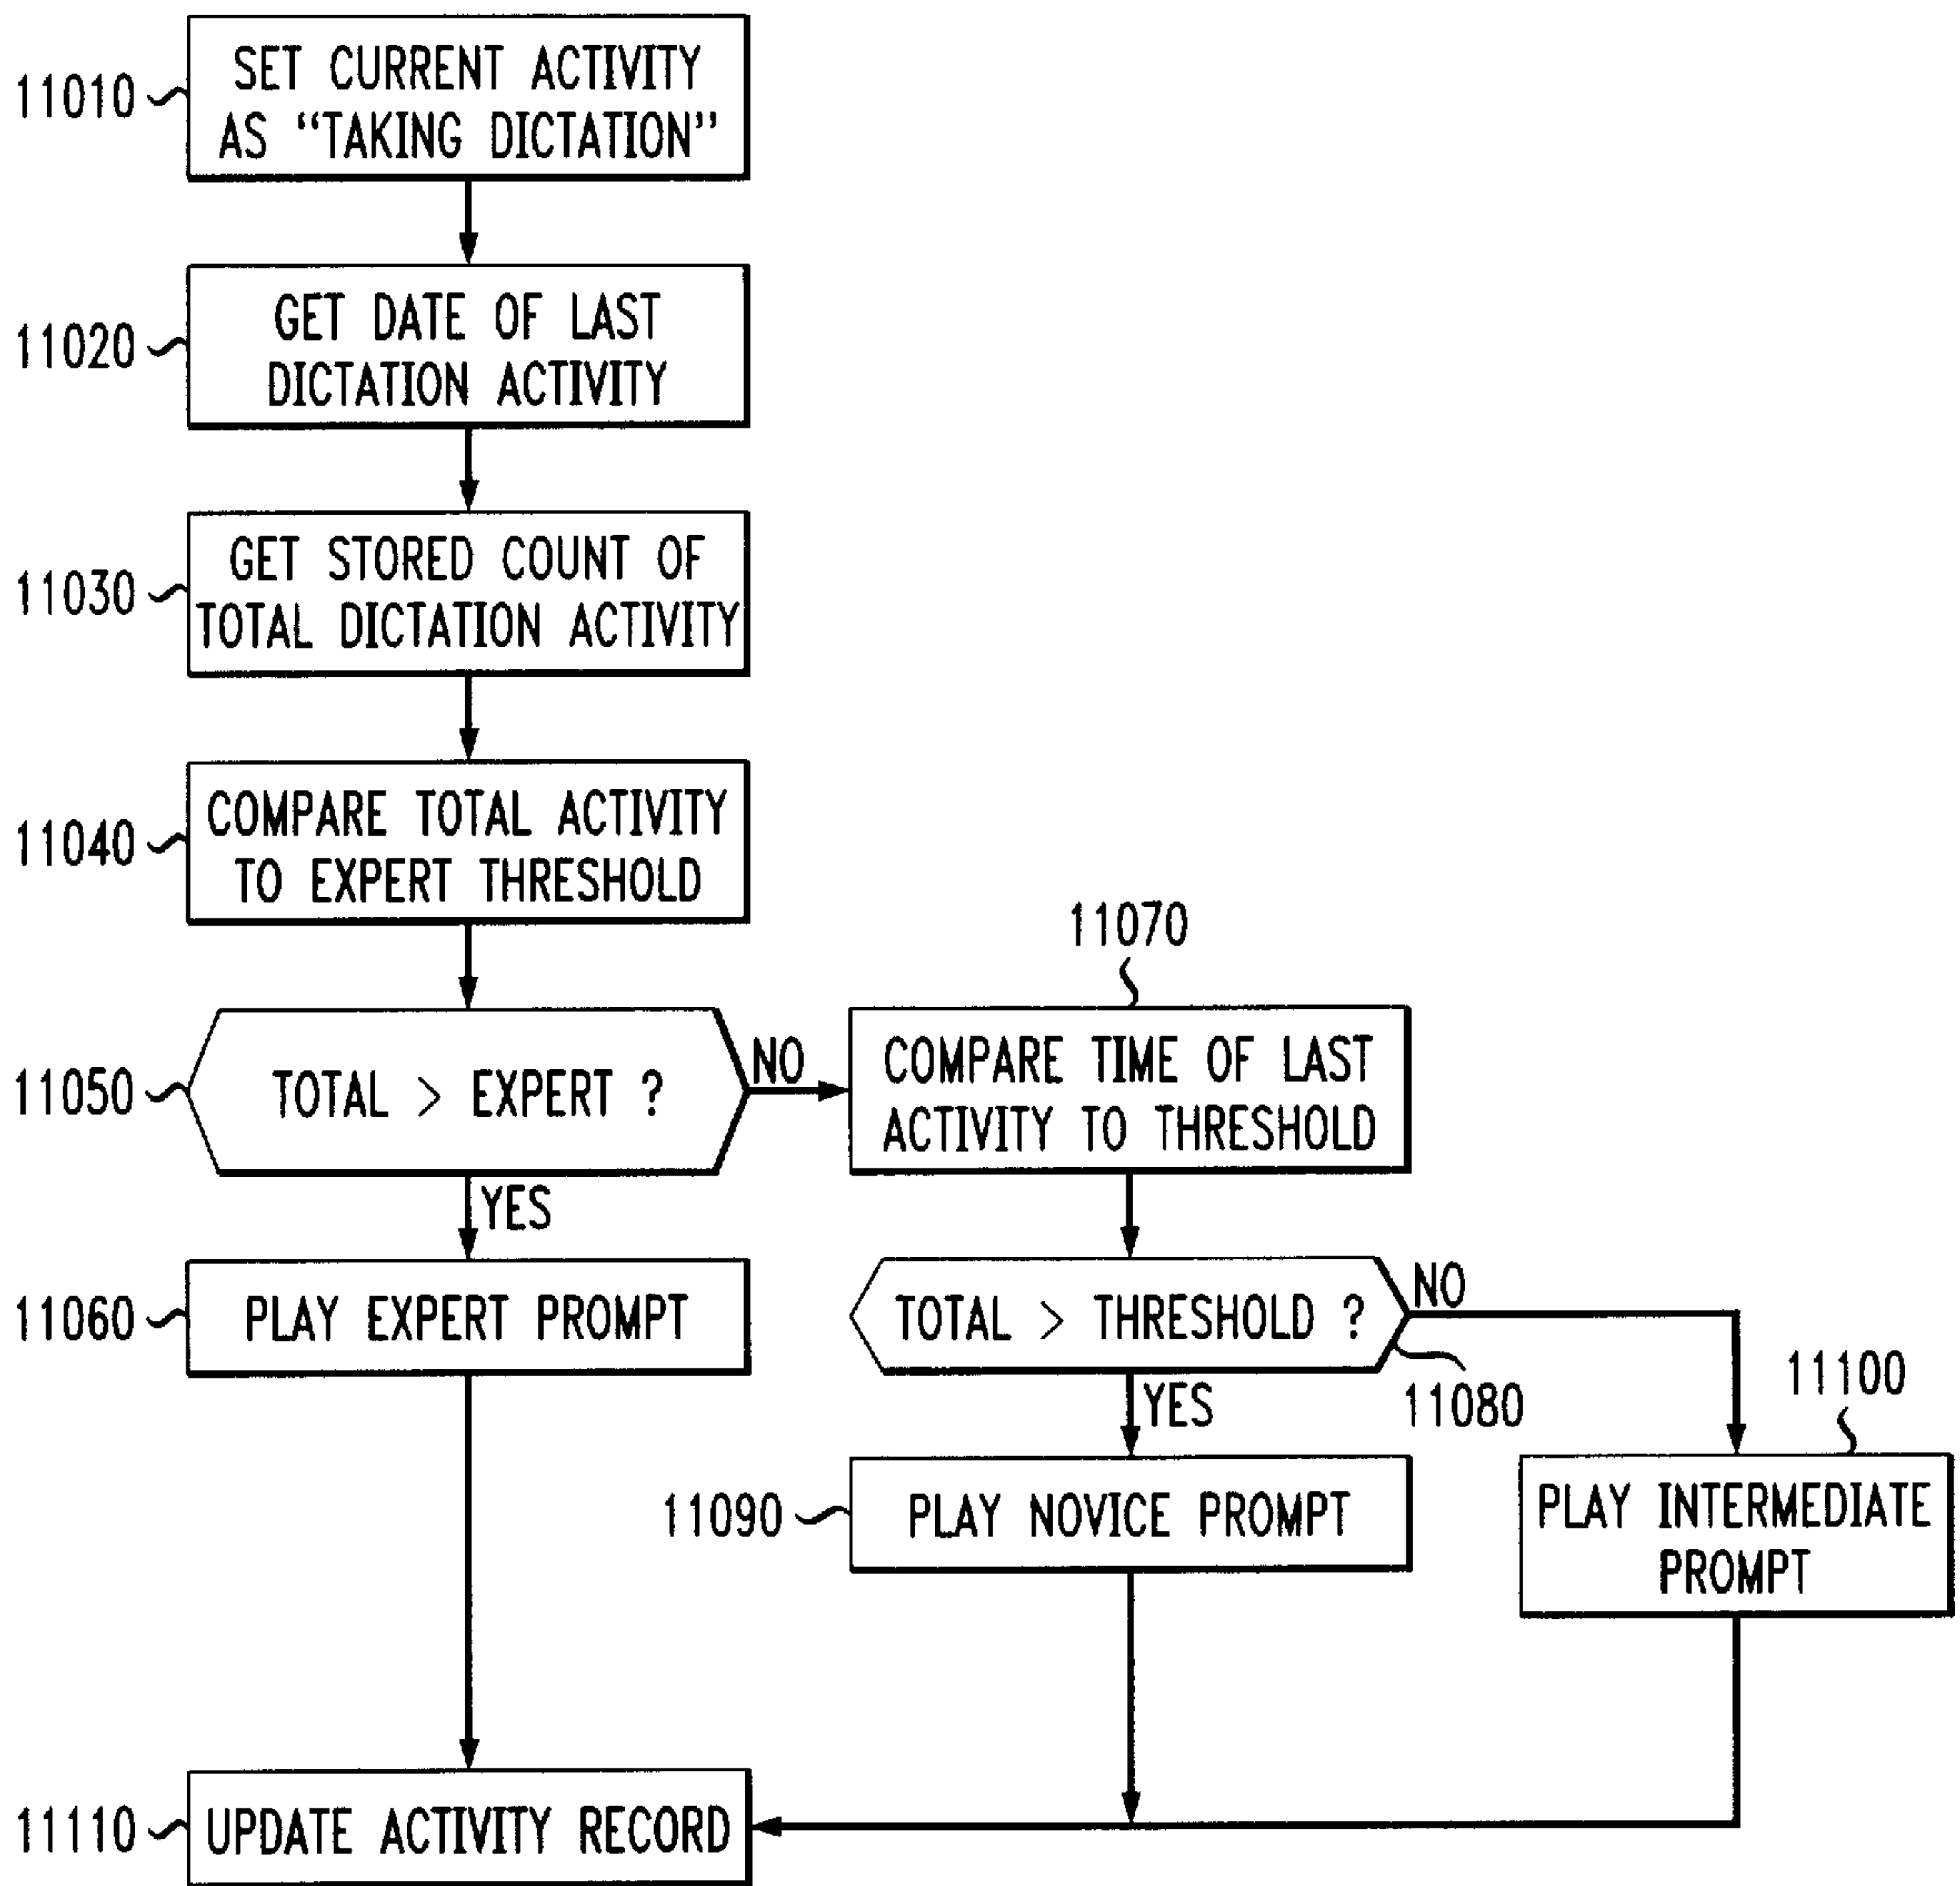 11010
SET CURRENT ACTIVITY
AS “TAKING DICTATION”
11020
GET DATE OF LAST
DICTATION ACTIVITY
11030
GET STORED COUNT OF
TOTAL DICTATION ACTIVITY
11040
COMPARE TOTAL ACTIVITY
TO EXPERT THRESHOLD
11050
TOTAL > EXPERT ?
NO
YES
11070
COMPARE TIME OF LAST
ACTIVITY TO THRESHOLD
11060
PLAY EXPERT PROMPT
TOTAL > THRESHOLD ?
NO
YES
11080
11090
PLAY NOVICE PROMPT
11100
PLAY INTERMEDIATE
PROMPT
11110
UPDATE ACTIVITY RECORD